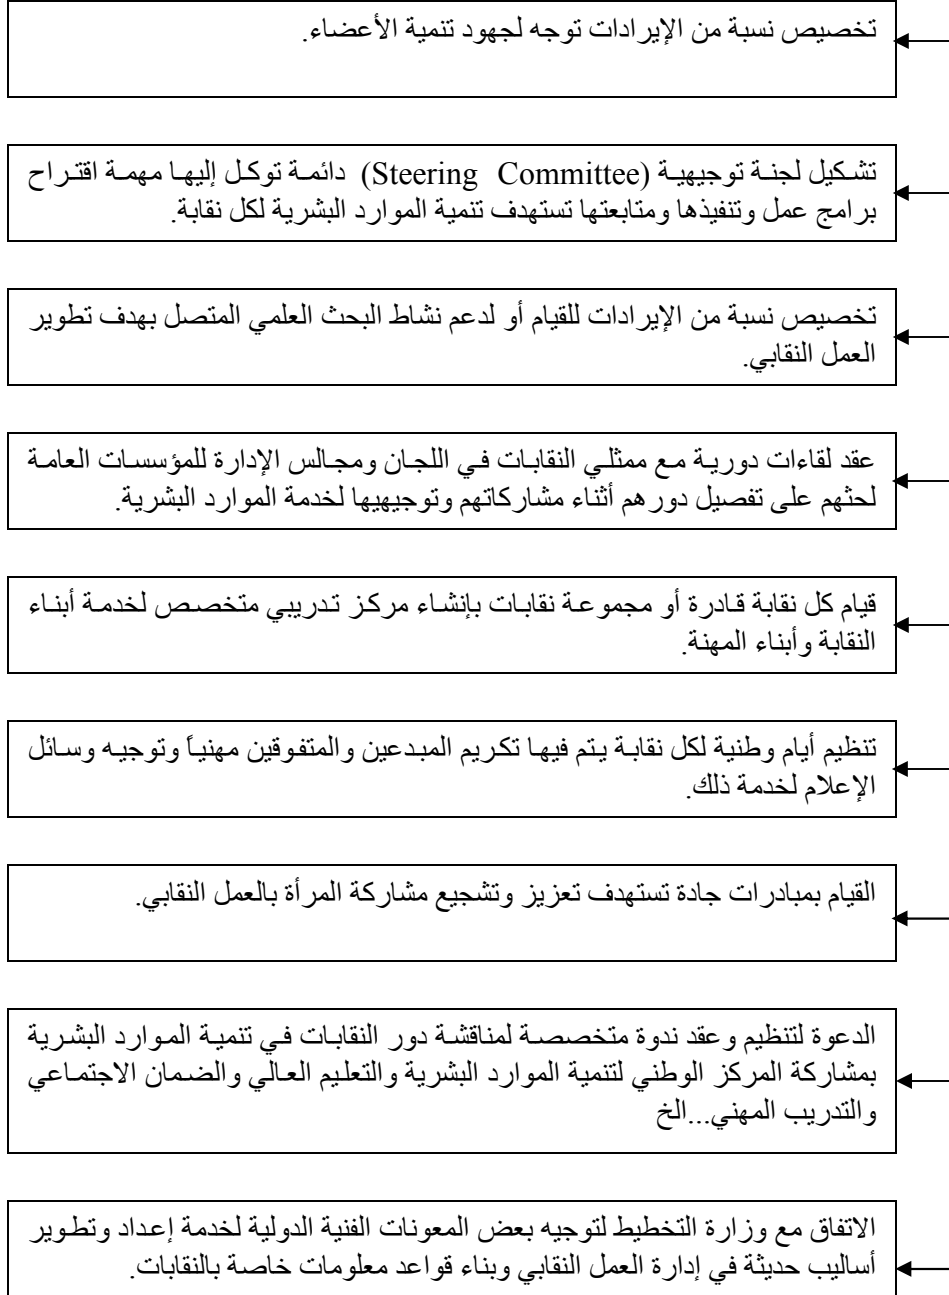 تخصيص نسبة من الإيرادات توجه لجهود تنمية الأعضاء.
تشكيل لجنة توجيهية (Steering Committee) دائمة توكل إليها مهمة اقتراح
برامج عمل وتنفيذها ومتابعتها تستهدف تنمية الموارد البشرية لكل نقابة.
تخصيص نسبة من الإيرادات للقيام أو لدعم نشاط البحث العلمي المتصل بهدف تطوير
العمل النقابي.
عقد لقاءات دورية مع ممثلي النقابات في اللجان ومجالس الإدارة للمؤسسات العامة
لحثهم على تفصيل دورهم أثناء مشاركاتهم وتوجيهيها لخدمة الموارد البشرية.
قيام كل نقابة قادرة أو مجموعة نقابات بإنشاء مركز تدريبي متخصص لخدمة أبناء
النقابة وأبناء المهنة.
تنظيم أيام وطنية لكل نقابة يتم فيها تكريم المبدعين والمتفوقين مهنياً وتوجيه وسائل
الإعلام لخدمة ذلك.
القيام بمبادرات جادة تستهدف تعزيز وتشجيع مشاركة المرأة بالعمل النقابي.
الدعوة لتنظيم وعقد ندوة متخصصة لمناقشة دور النقابات في تنمية الموارد البشرية
بمشاركة المركز الوطني لتنمية الموارد البشرية والتعليم العالي والضمان الاجتماعي
والتدريب المهني...الخ
الاتفاق مع وزارة التخطيط لتوجيه بعض المعونات الفنية الدولية لخدمة إعداد وتطوير
أساليب حديثة في إدارة العمل النقابي وبناء قواعد معلومات خاصة بالنقابات.